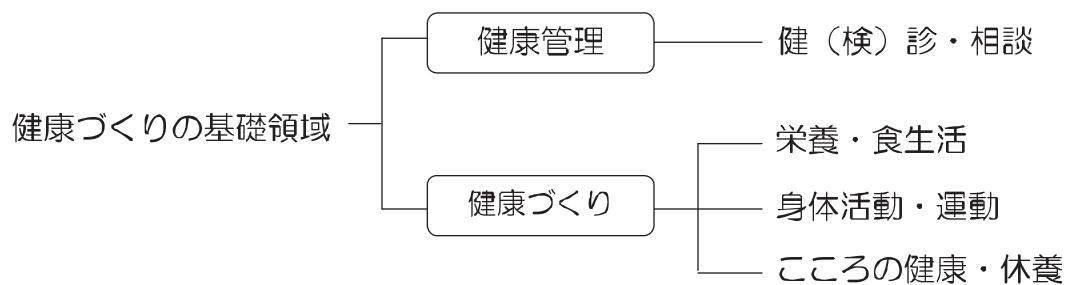 健康づくりの基礎領域
健康管理
健（検）診・相談
健康づくり
栄養・食生活
身体活動・運動
こころの健康・休養